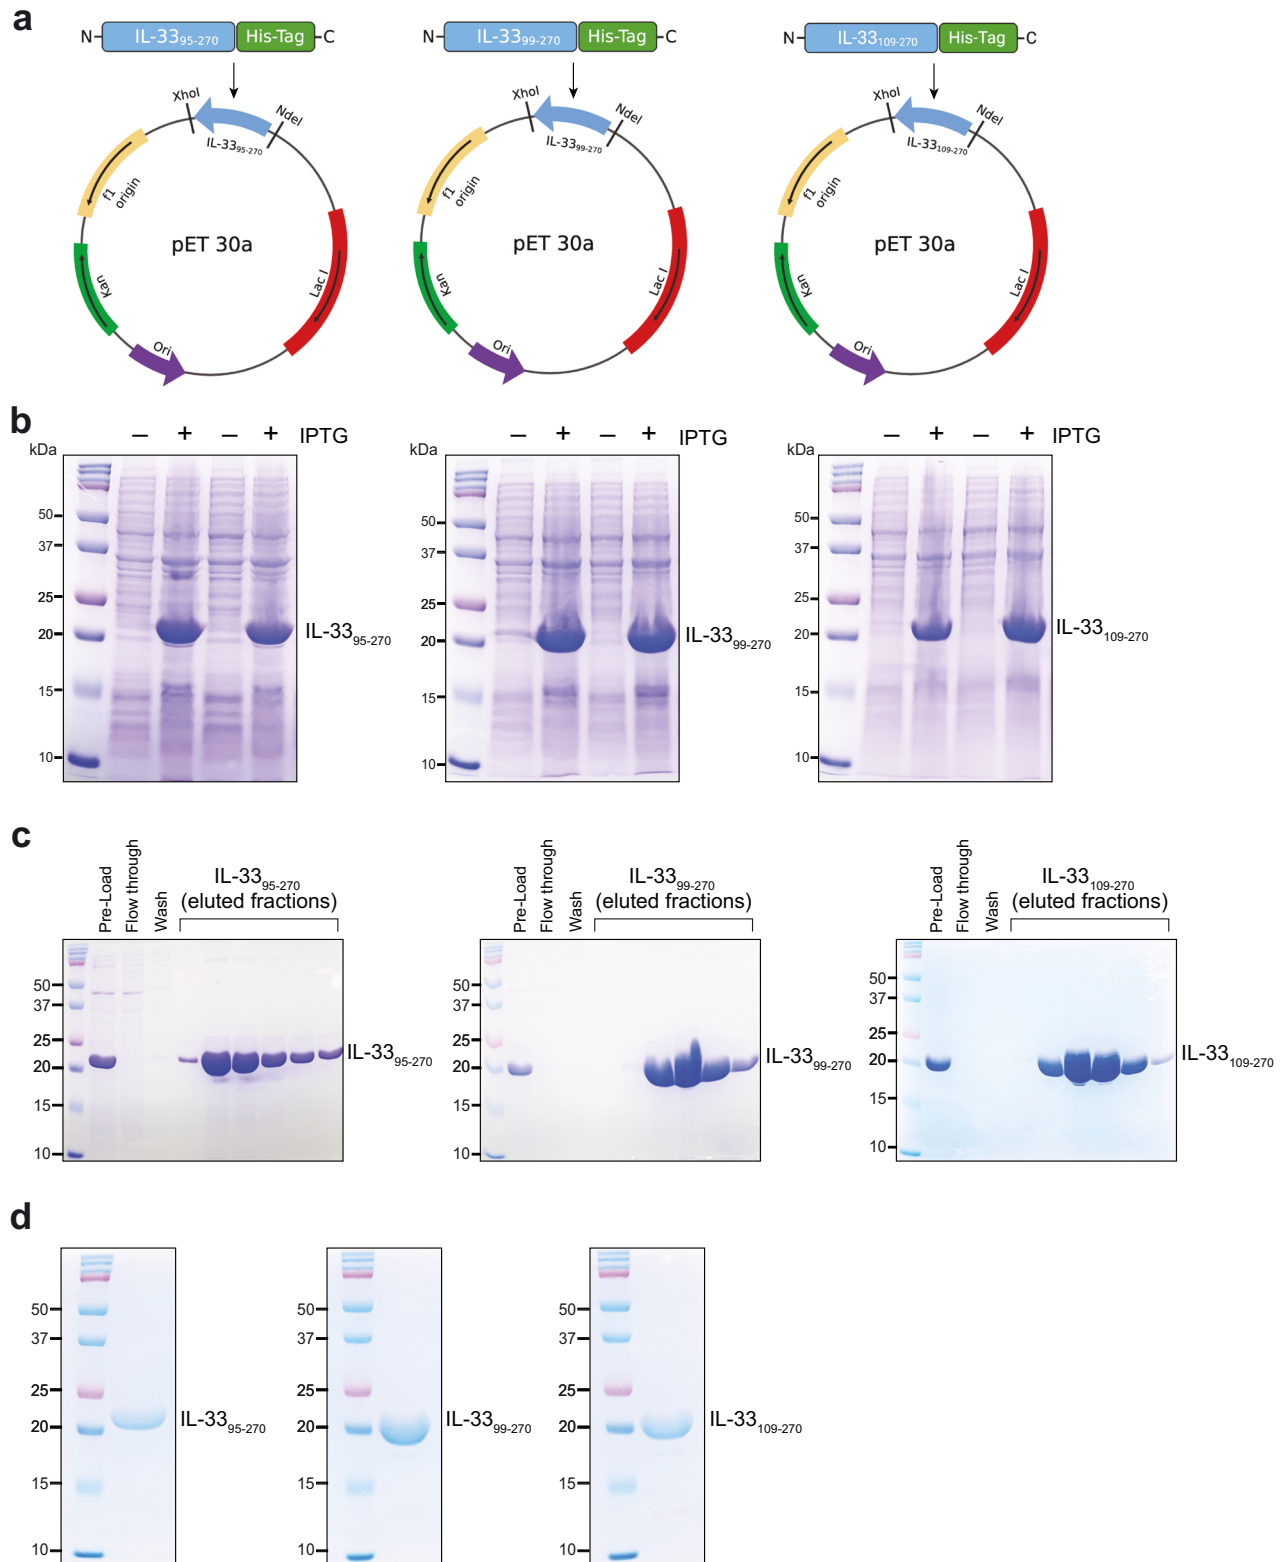 a
N- IL-33₉₅₋₂₇₀ His-Tag -C
N- IL-33₉₉₋₂₇₀ His-Tag -C
N- IL-33₁₀₉₋₂₇₀ His-Tag -C
XhoI
NdeI
IL-33₉₅₋₂₇₀
f1 origin
pET 30a
Kan
Lac I
Ori
XhoI
NdeI
IL-33₉₉₋₂₇₀
f1 origin
pET 30a
Kan
Lac I
Ori
XhoI
NdeI
IL-33₁₀₉₋₂₇₀
f1 origin
pET 30a
Kan
Lac I
Ori
b
kDa – + – + IPTG
50
37
25
20
15
10
IL-33₉₅₋₂₇₀
kDa – + – + IPTG
50
37
25
20
15
10
IL-33₉₉₋₂₇₀
kDa – + – + IPTG
50
37
25
20
15
10
IL-33₁₀₉₋₂₇₀
c
Pre-Load
Flow through
Wash
IL-33₉₅₋₂₇₀
(eluted fractions)
50
37
25
20
15
10
IL-33₉₅₋₂₇₀
Pre-Load
Flow through
Wash
IL-33₉₉₋₂₇₀
(eluted fractions)
50
37
25
20
15
10
IL-33₉₉₋₂₇₀
Pre-Load
Flow through
Wash
IL-33₁₀₉₋₂₇₀
(eluted fractions)
50
37
25
20
15
10
IL-33₁₀₉₋₂₇₀
d
50
37
25
20
15
10
IL-33₉₅₋₂₇₀
50
37
25
20
15
10
IL-33₉₉₋₂₇₀
50
37
25
20
15
10
IL-33₁₀₉₋₂₇₀